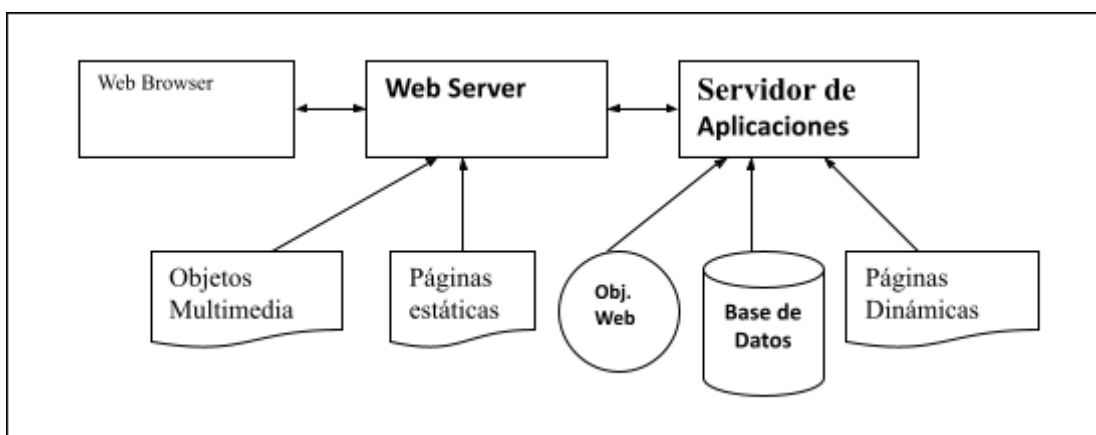 Web Browser
Web Server
Servidor de
Aplicaciones
Objetos
Multimedia
Páginas
estáticas
Obj.
Web
Base de
Datos
Páginas
Dinámicas